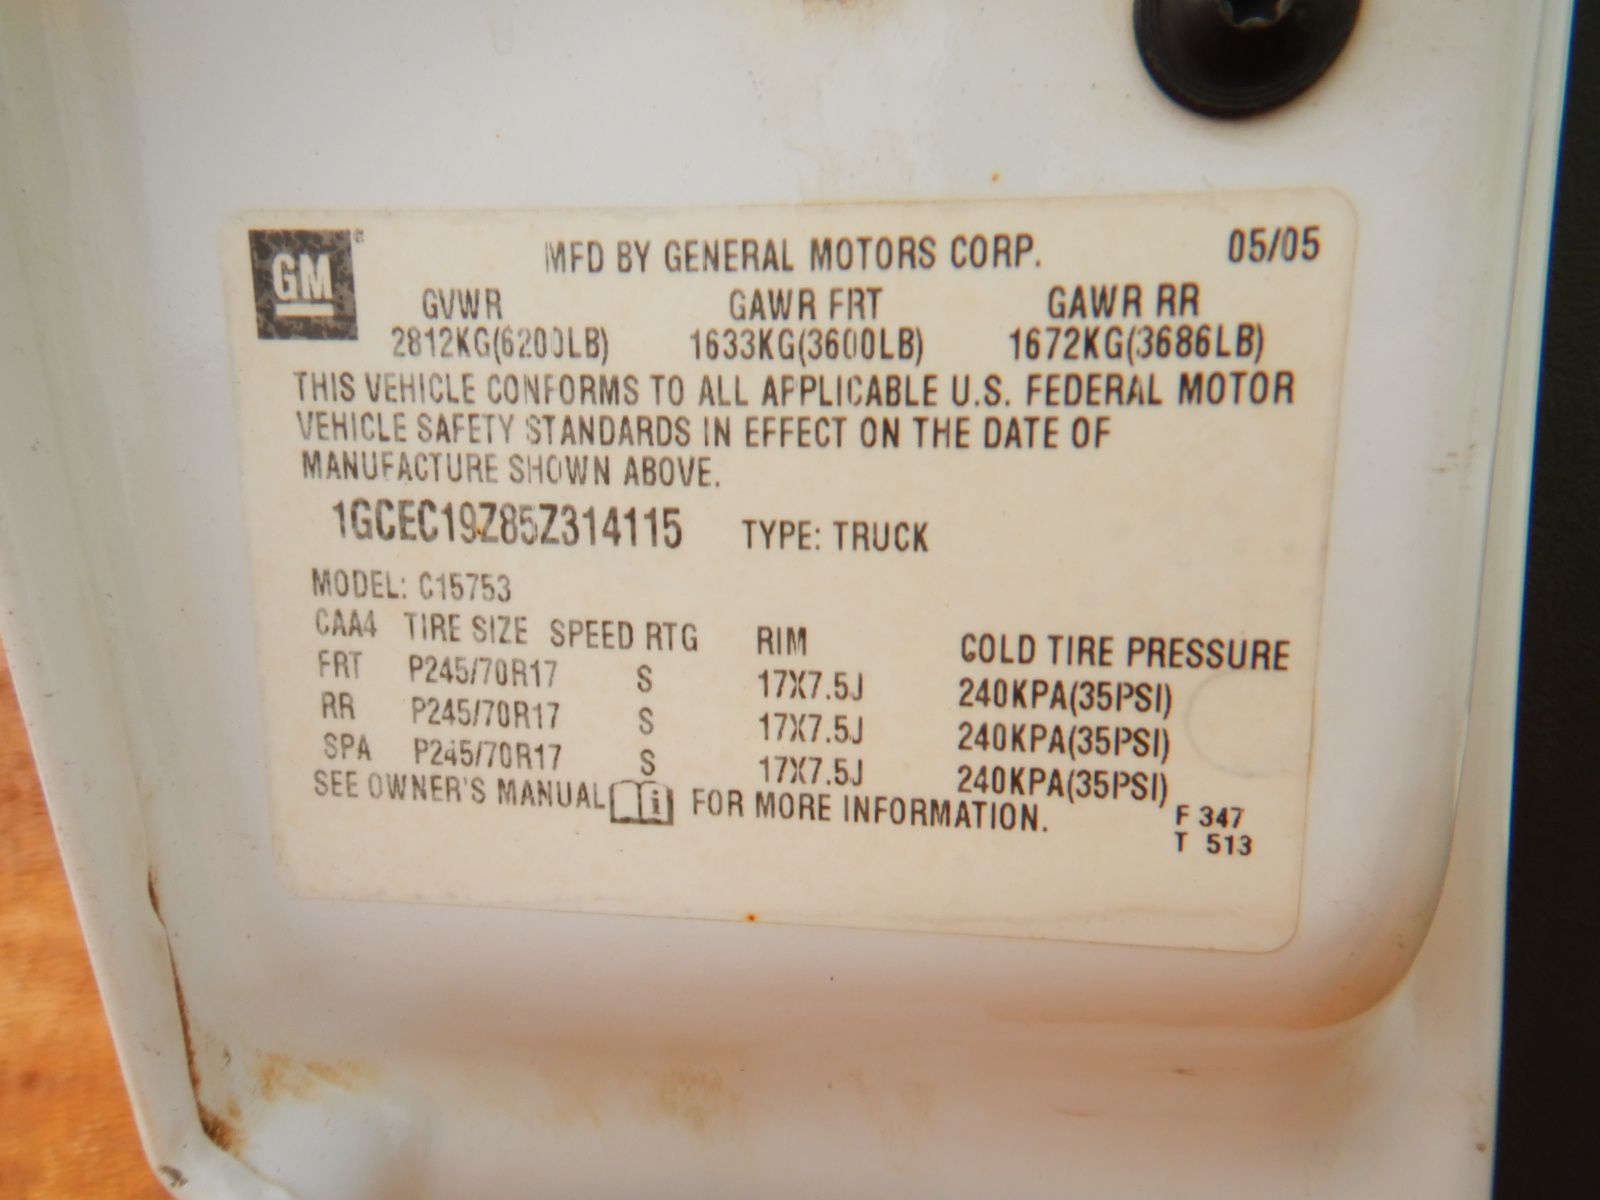 GM ® MFD BY GENERAL MOTORS CORP. 05/05
GVWR GAWR FRT GAWR RR
2812KG(6200LB) 1633KG(3600LB) 1672KG(3686LB)
THIS VEHICLE CONFORMS TO ALL APPLICABLE U.S. FEDERAL MOTOR
VEHICLE SAFETY STANDARDS IN EFFECT ON THE DATE OF
MANUFACTURE SHOWN ABOVE.
1GCEC19Z85Z314115 TYPE: TRUCK
MODEL: C15753
CAA4 TIRE SIZE SPEED RTG RIM COLD TIRE PRESSURE
FRT P245/70R17 S 17X7.5J 240KPA(35PSI)
RR P245/70R17 S 17X7.5J 240KPA(35PSI)
SPA P245/70R17 S 17X7.5J 240KPA(35PSI)
SEE OWNER'S MANUAL i FOR MORE INFORMATION.
F 347
T 513